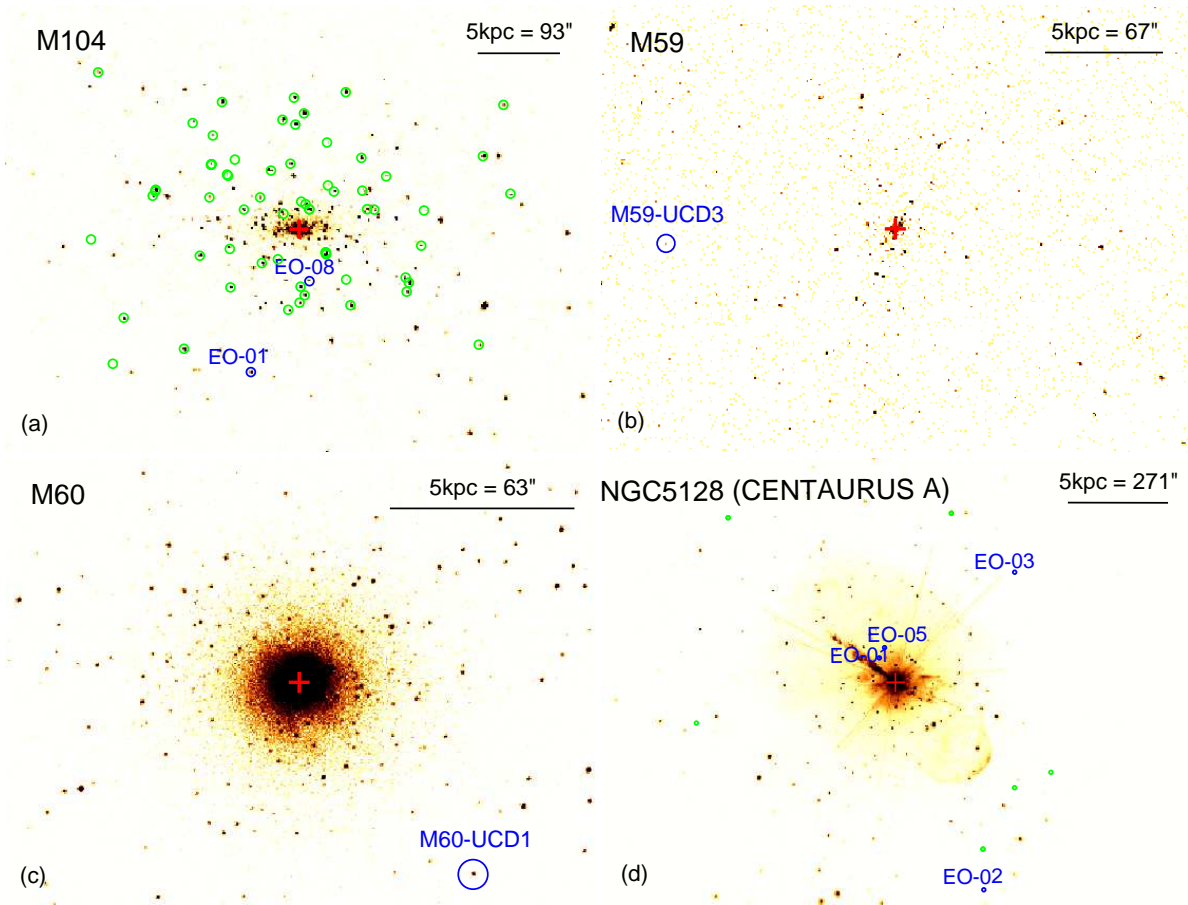 M104
5kpc = 93"
EO-08
EO-01
(a)
M59
5kpc = 67"
M59-UCD3
(b)
M60
5kpc = 63"
M60-UCD1
(c)
NGC5128 (CENTAURUS A)
5kpc = 271"
EO-03
EO-05
EO-01
EO-02
(d)